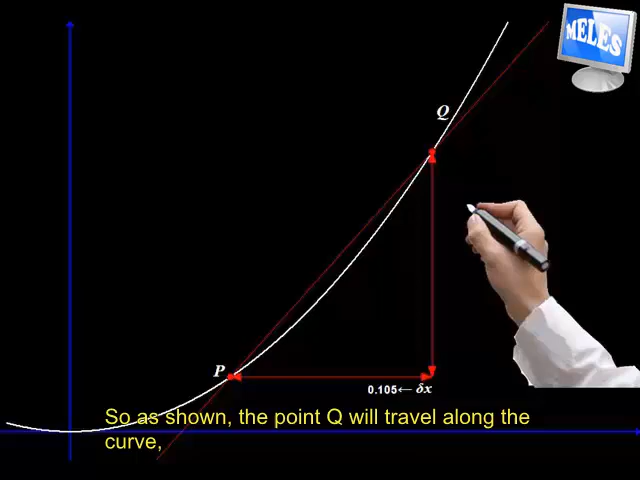 MELES
Q
P
0.105← δx
So as shown, the point Q will travel along the
curve,